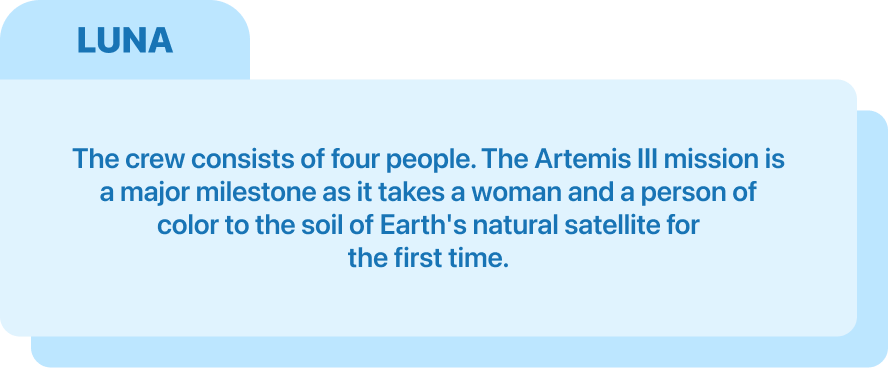 LUNA
The crew consists of four people. The Artemis III mission is
a major milestone as it takes a woman and a person of
color to the soil of Earth's natural satellite for
the first time.